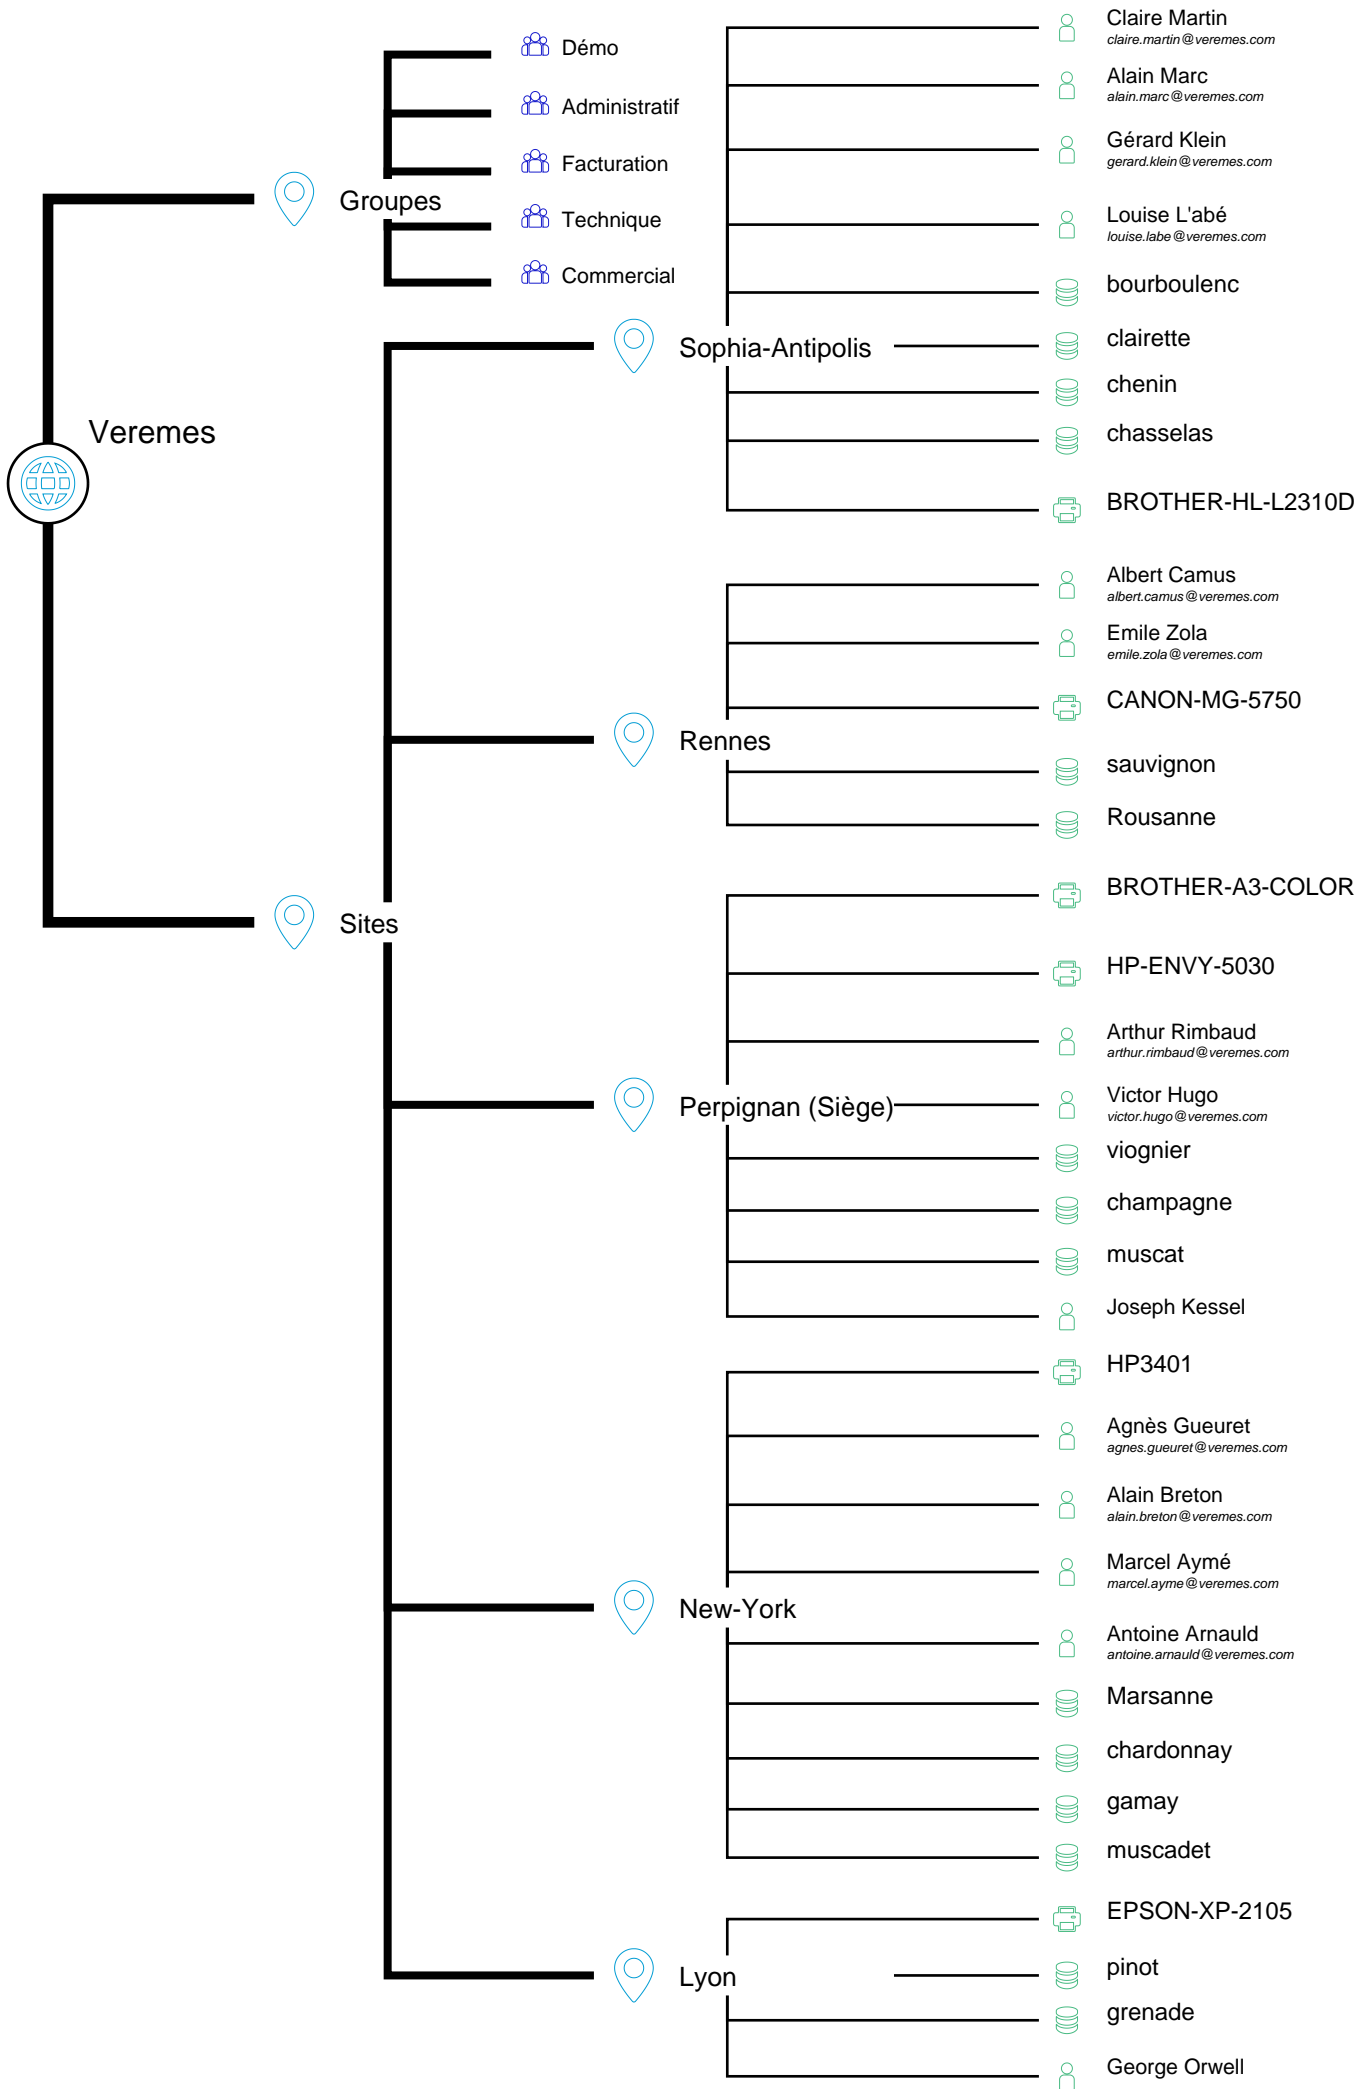 Veremes
Groupes
Démo
Administratif
Facturation
Technique
Commercial
Sites
Sophia-Antipolis
Claire Martin
claire.martin@veremes.com
Alain Marc
alain.marc@veremes.com
Gérard Klein
gerard.klein@veremes.com
Louise L'abé
louise.labe@veremes.com
bourboulenc
clairette
chenin
chasselas
BROTHER-HL-L2310D
Rennes
Albert Camus
albert.camus@veremes.com
Emile Zola
emile.zola@veremes.com
CANON-MG-5750
sauvignon
Rousanne
Perpignan (Siège)
BROTHER-A3-COLOR
HP-ENVY-5030
Arthur Rimbaud
arthur.rimbaud@veremes.com
Victor Hugo
victor.hugo@veremes.com
viognier
champagne
muscat
Joseph Kessel
New-York
HP3401
Agnès Gueuret
agnes.gueuret@veremes.com
Alain Breton
alain.breton@veremes.com
Marcel Aymé
marcel.ayme@veremes.com
Antoine Arnauld
antoine.arnauld@veremes.com
Marsanne
chardonnay
gamay
muscadet
Lyon
EPSON-XP-2105
pinot
grenade
George Orwell